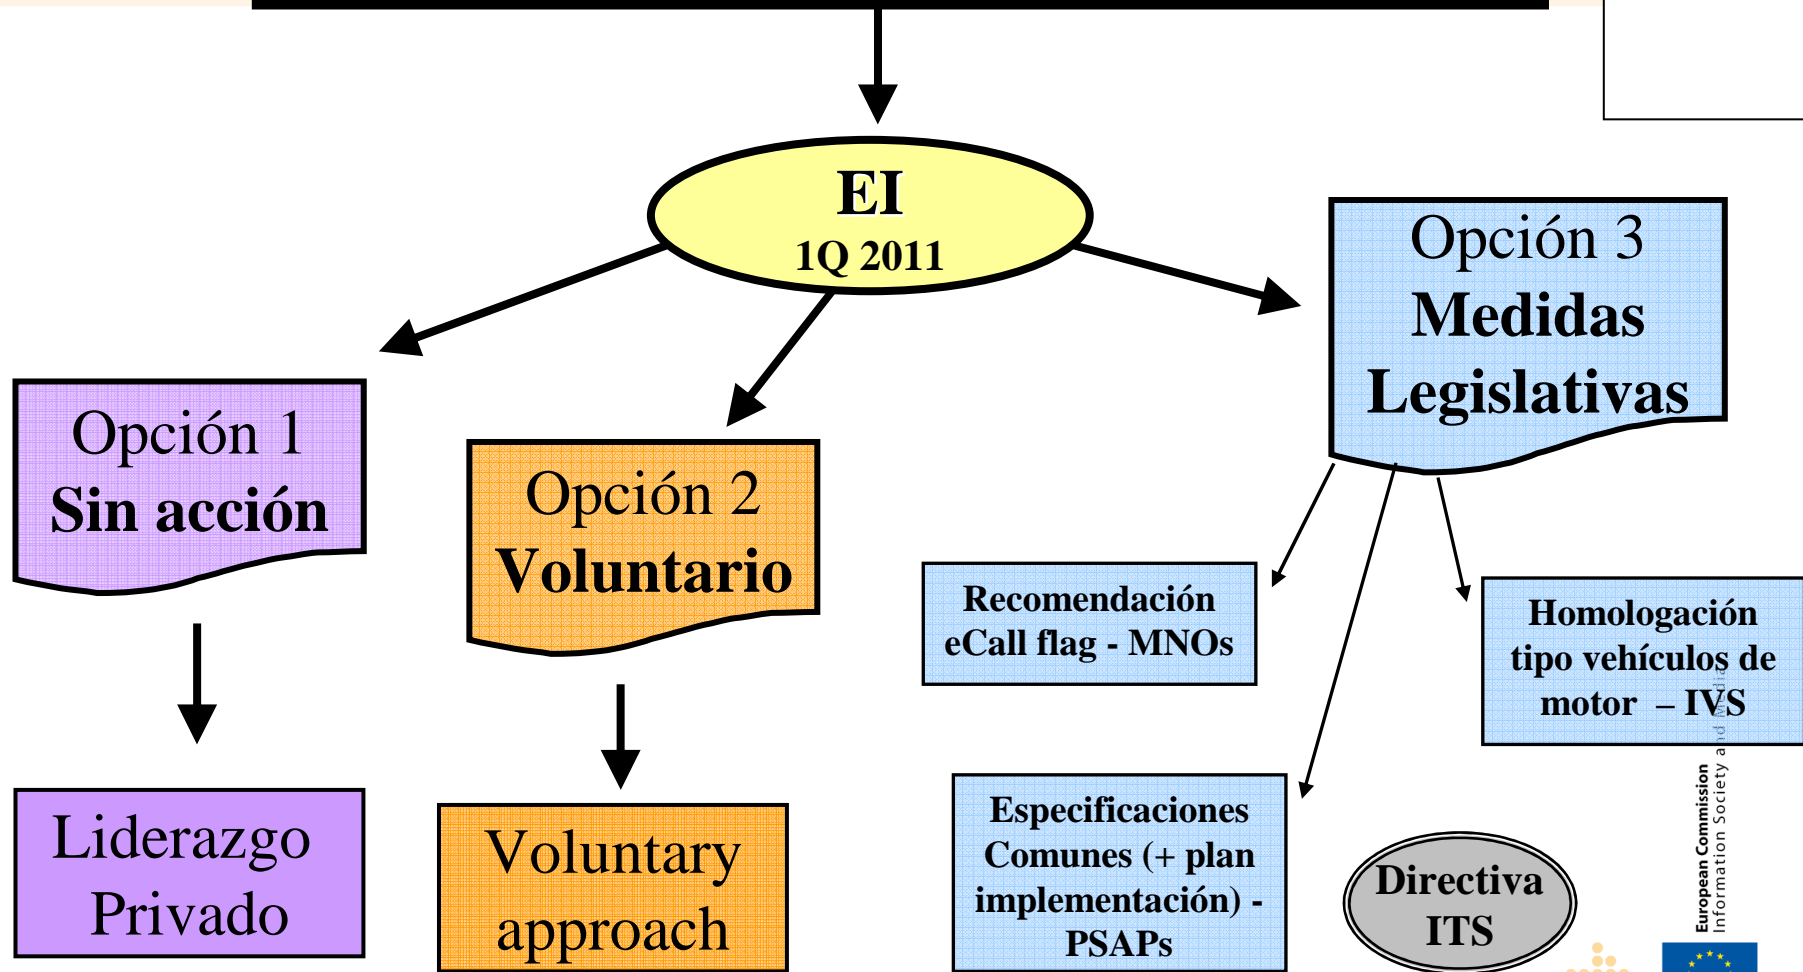 EI
1Q 2011
Opción 1
Sin acción
Opción 2
Voluntario
Opción 3
Medidas
Legislativas
Liderazgo
Privado
Voluntary
approach
Recomendación
eCall flag - MNOs
Especificaciones
Comunes (+ plan
implementación) -
PSAPs
Homologación
tipo vehículos de
motor – IVS
Directiva
ITS
European Commission
Information Society and Media